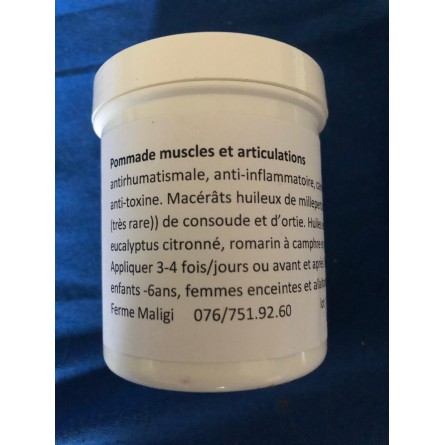 Pommade muscles et articulations
antirhumatismale, anti-inflammatoire,
anti-toxine. Macérâts huileux de
(très rare)) de consoude et d'ortie.
eucalyptus citronné, romarin à camphre
Appliquer 3-4 fois/jours ou avant et
enfants -6ans, femmes enceintes et
Ferme Maligi 076/751.92.60